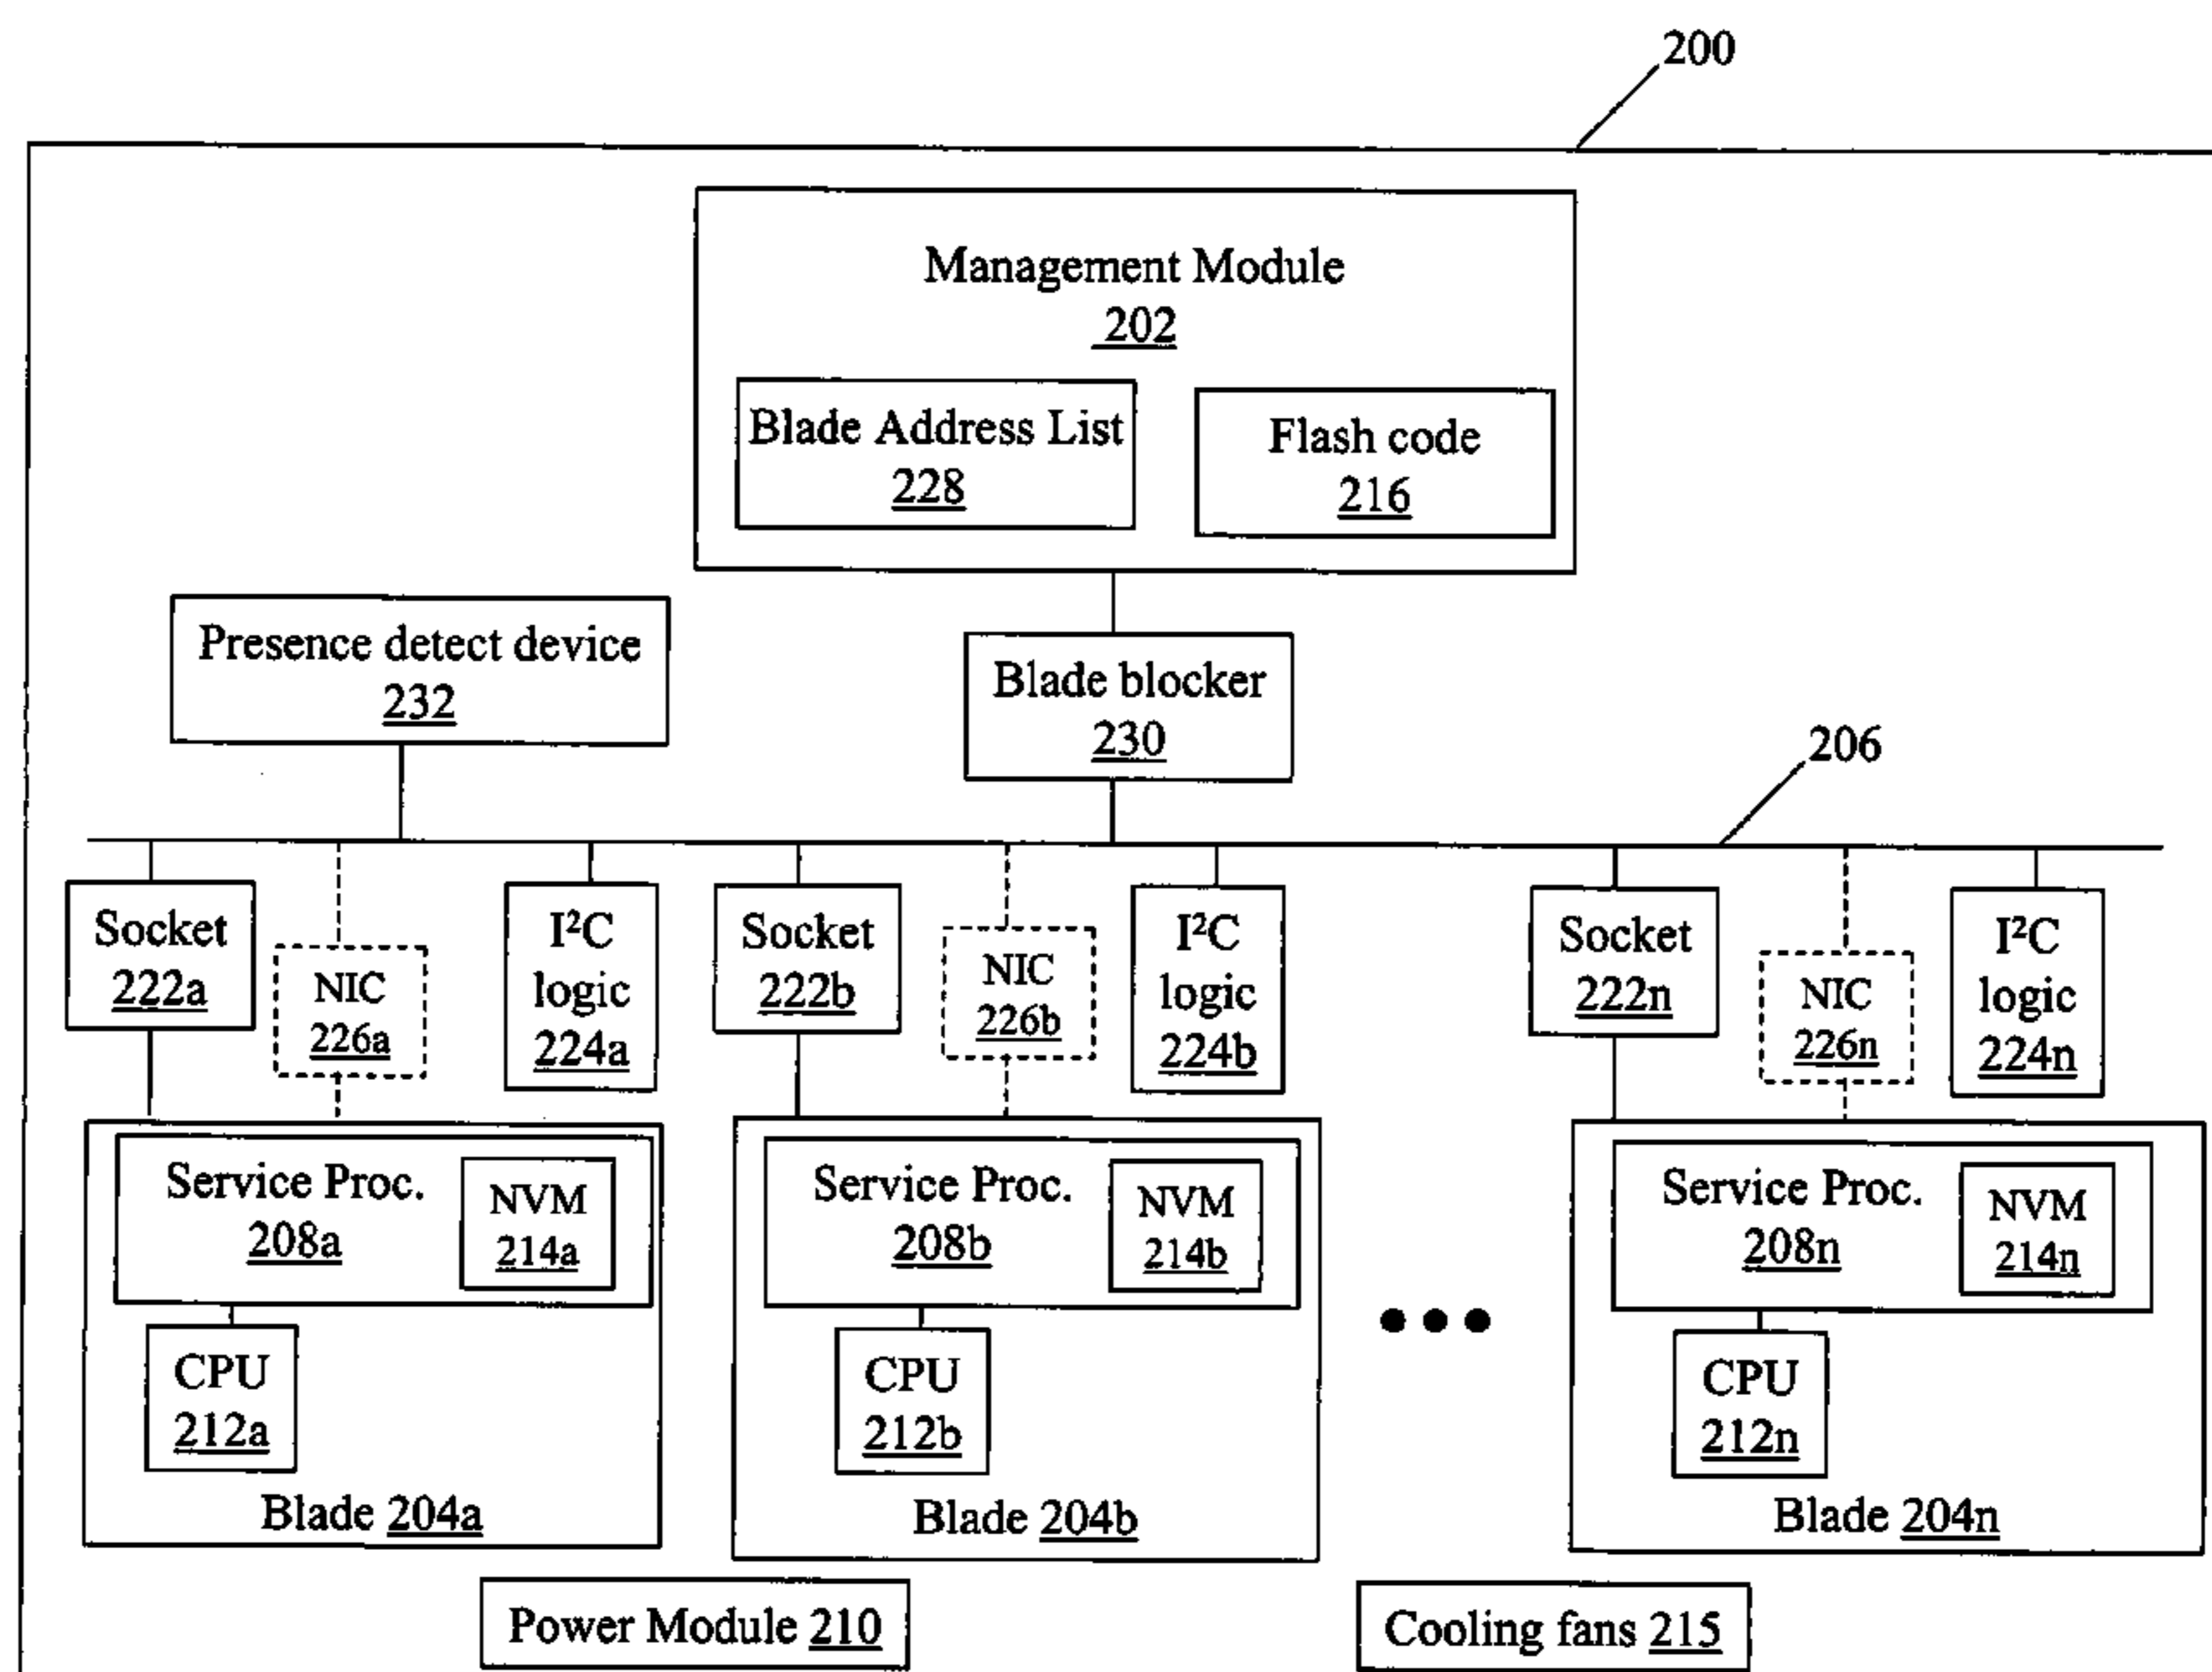 200
Management Module
202
Blade Address List
228
Flash code
216
Presence detect device
232
Blade blocker
230
206
Socket
222a
NIC
226a
I²C
logic
224a
Socket
222b
NIC
226b
I²C
logic
224b
Socket
222n
NIC
226n
I²C
logic
224n
Service Proc.
208a
NVM
214a
CPU
212a
Blade 204a
Service Proc.
208b
NVM
214b
CPU
212b
Blade 204b
Service Proc.
208n
NVM
214n
CPU
212n
Blade 204n
Power Module 210
Cooling fans 215